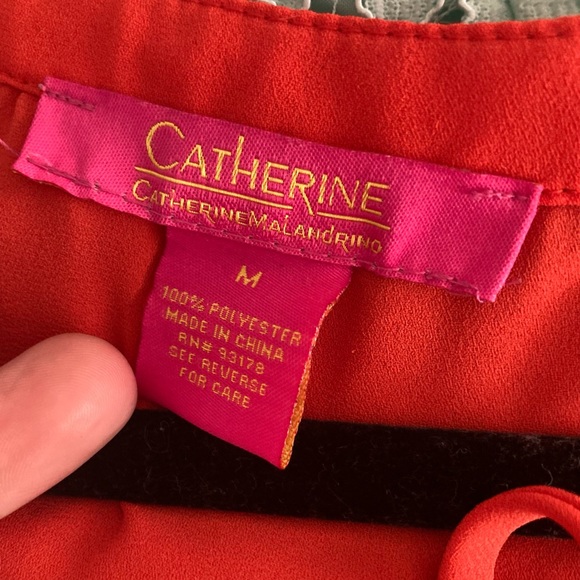 CATHERINE
CATHERINE MALANDRINO
M
100% POLYESTER
MADE IN CHINA
RN# 93178
SEE REVERSE
FOR CARE